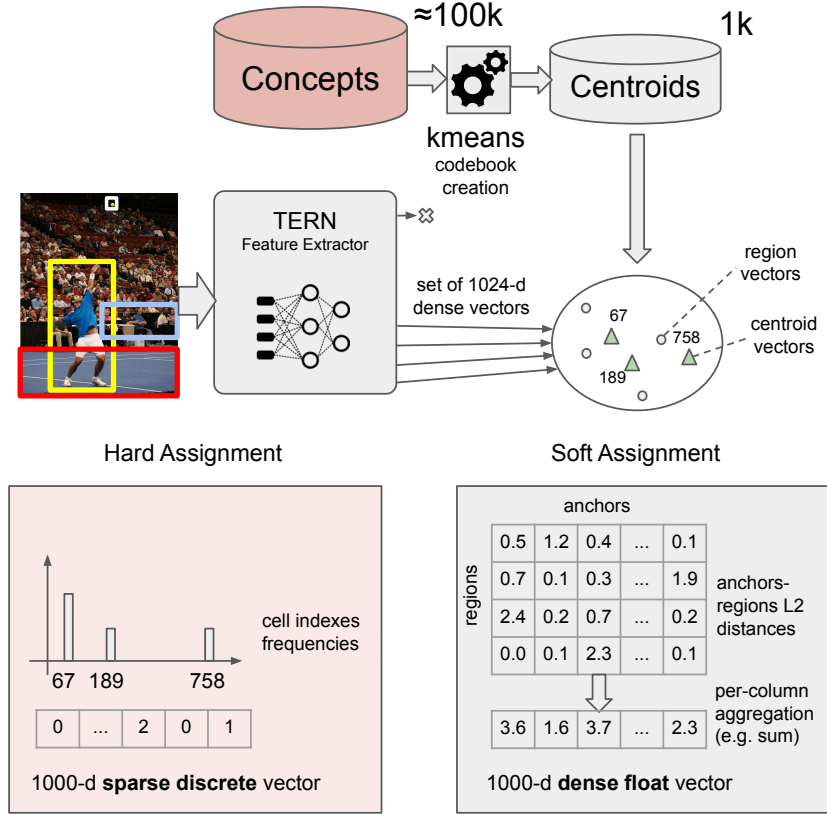 ≈100k
1k
Concepts
Centroids
kmeans
codebook
creation
TERN
Feature Extractor
set of 1024-d
dense vectors
region
vectors
67
758
centroid
vectors
189
Hard Assignment
Soft Assignment
cell indexes
frequencies
67 189 758
0 ... 2 0 1
1000-d sparse discrete vector
anchors
regions
0.5 1.2 0.4 ... 0.1
0.7 0.1 0.3 ... 1.9
2.4 0.2 0.7 ... 0.2
0.0 0.1 2.3 ... 0.1
anchors-
regions L2
distances
3.6 1.6 3.7 ... 2.3
per-column
aggregation
(e.g. sum)
1000-d dense float vector